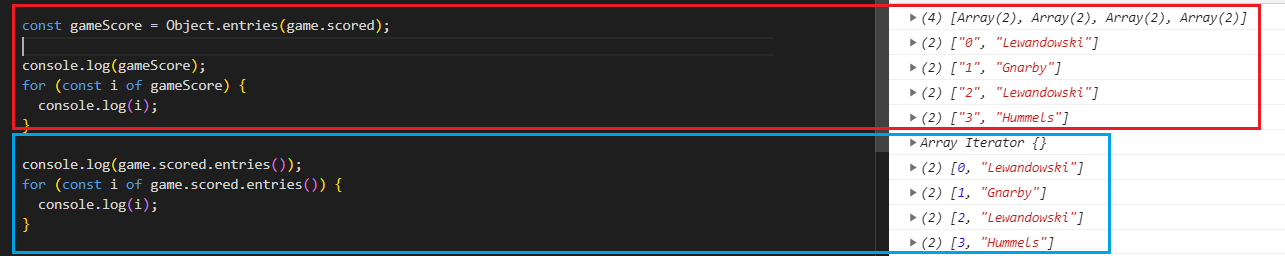 const gameScore = Object.entries(game.scored);
console.log(gameScore);
for (const i of gameScore) {
  console.log(i);
}
console.log(game.scored.entries());
for (const i of game.scored.entries()) {
  console.log(i);
}
(4) [Array(2), Array(2), Array(2), Array(2)]
(2) ["0", "Lewandowski"]
(2) ["1", "Gnarby"]
(2) ["2", "Lewandowski"]
(2) ["3", "Hummels"]
Array Iterator {}
(2) [0, "Lewandowski"]
(2) [1, "Gnarby"]
(2) [2, "Lewandowski"]
(2) [3, "Hummels"]